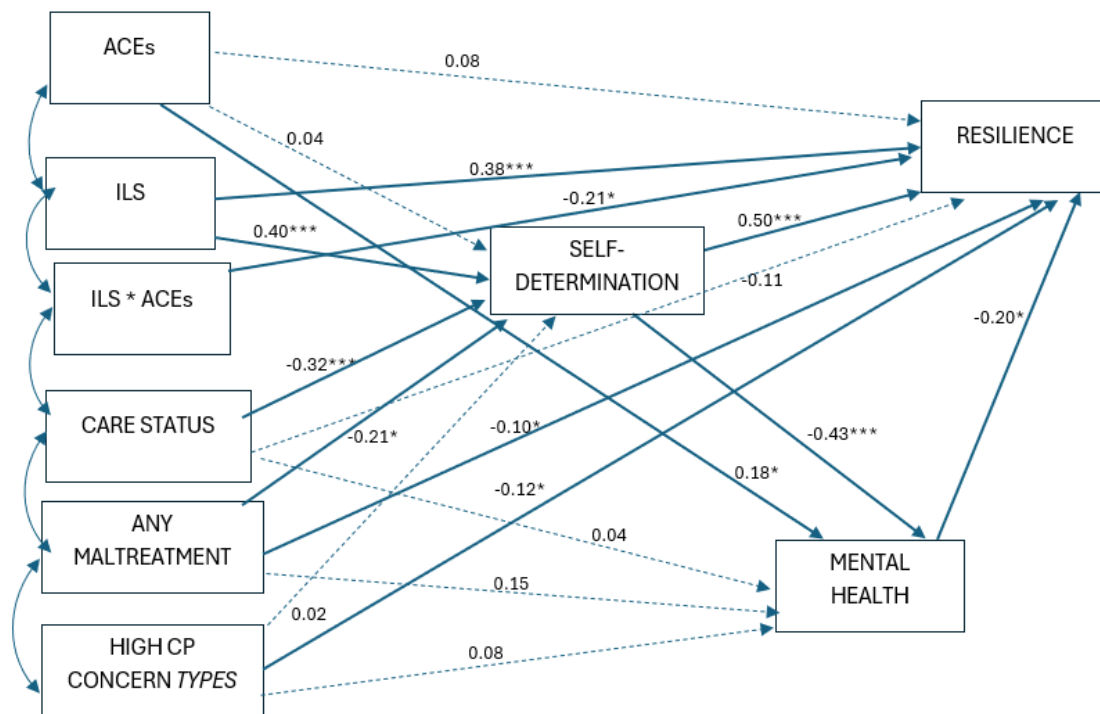 ACEs
0.08
RESILIENCE
0.04
ILS
0.38***
-0.21*
0.40***
0.50***
SELF-
DETERMINATION
-0.11
ILS * ACEs
-0.20*
-0.32***
CARE STATUS
-0.21*
-0.10*
-0.43***
0.18*
-0.12*
ANY
MALTREATMENT
0.04
MENTAL
HEALTH
0.15
0.02
HIGH CP
CONCERN TYPES
0.08